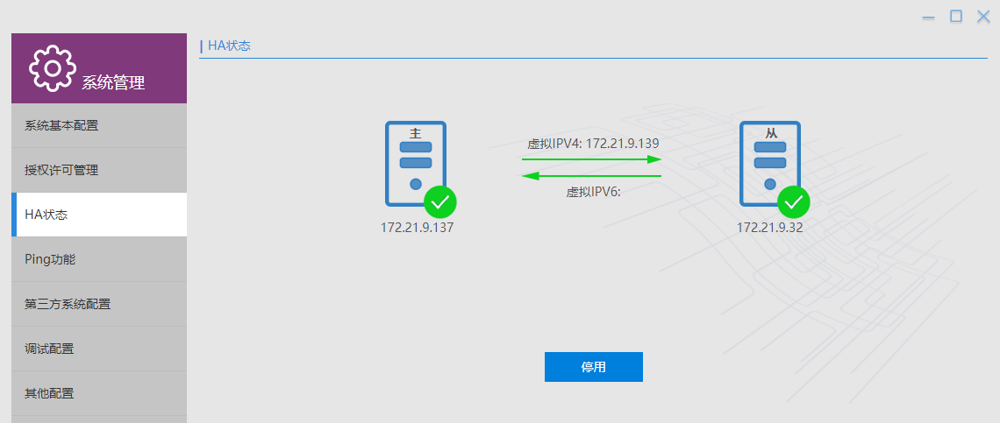 HA状态
系统管理
系统基本配置
授权许可管理
HA状态
Ping功能
第三方系统配置
调试配置
其他配置
主
虚拟IPV4: 172.21.9.139
虚拟IPV6:
从
172.21.9.137
172.21.9.32
停用